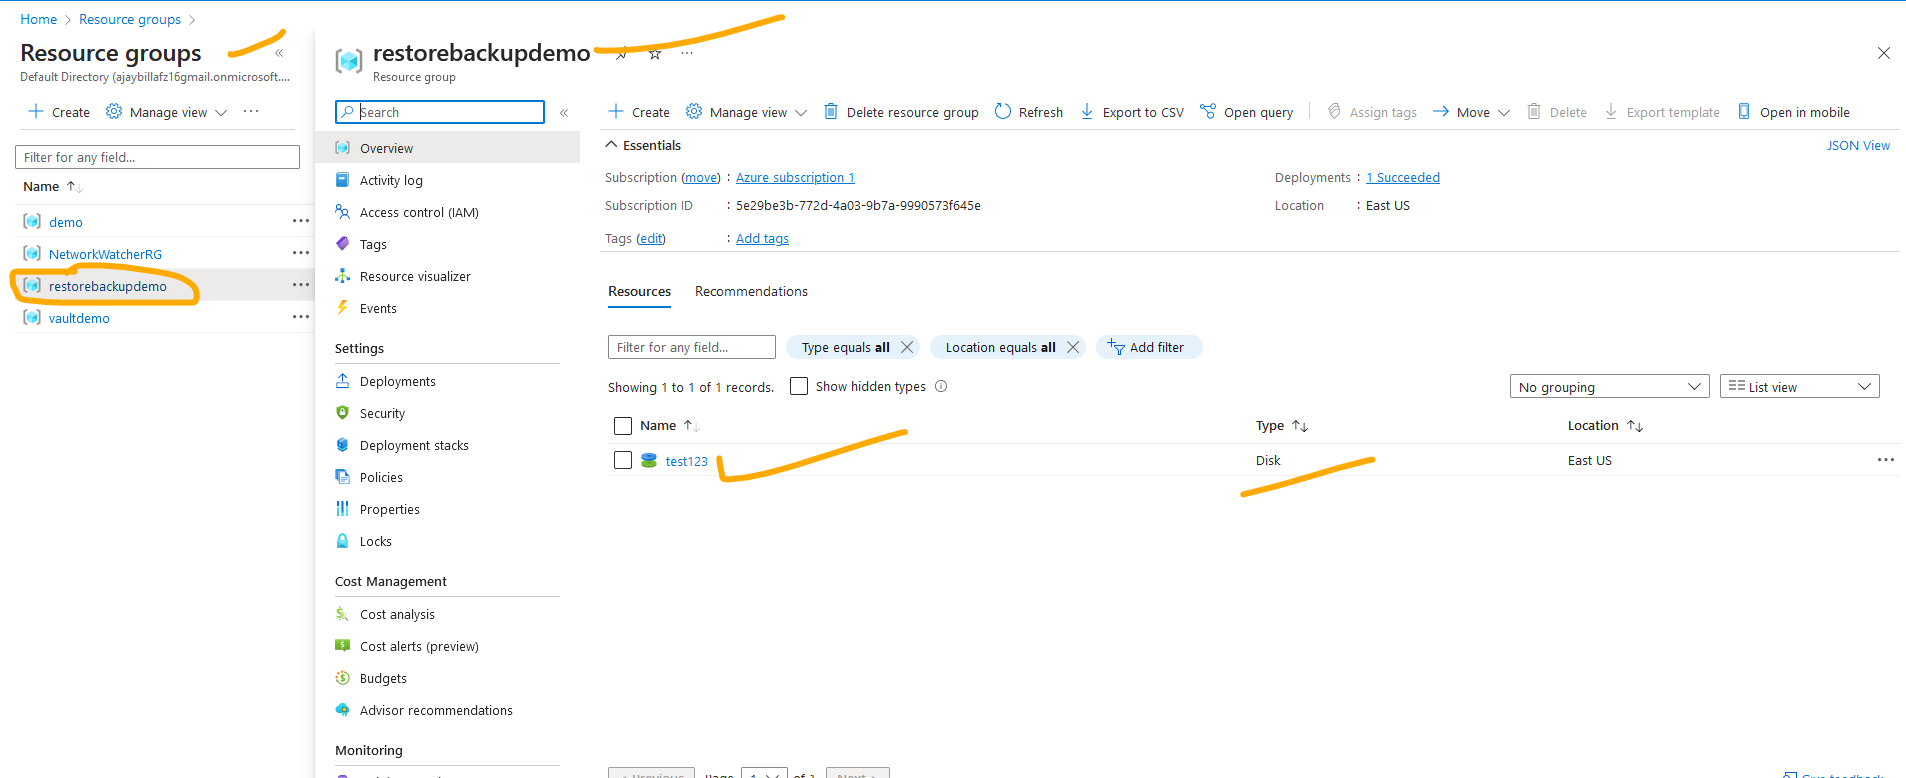 Home > Resource groups >
Resource groups «
Default Directory (ajaybillafz16gmail.onmicrosoft....
+ Create Manage view ...
Filter for any field...
Name ↑↓
demo ...
NetworkWatcherRG ...
restorebackupdemo ...
vaultdemo ...
restorebackupdemo ...
Resource group
Search «
Overview
Activity log
Access control (IAM)
Tags
Resource visualizer
Events
Settings
Deployments
Security
Deployment stacks
Policies
Properties
Locks
Cost Management
Cost analysis
Cost alerts (preview)
Budgets
Advisor recommendations
Monitoring
+ Create Manage view Delete resource group Refresh Export to CSV Open query Assign tags Move Delete Export template Open in mobile
Essentials JSON View
Subscription (move) : Azure subscription 1 Deployments : 1 Succeeded
Subscription ID : 5e29be3b-772d-4a03-9b7a-9990573f645e Location : East US
Tags (edit) : Add tags
Resources Recommendations
Filter for any field... Type equals all Location equals all Add filter
Showing 1 to 1 of 1 records. Show hidden types
No grouping List view
Name ↑↓ Type ↑↓ Location ↑↓
test123 Disk East US ...
< Previous Page 1 of 1 Next >
Give feedback